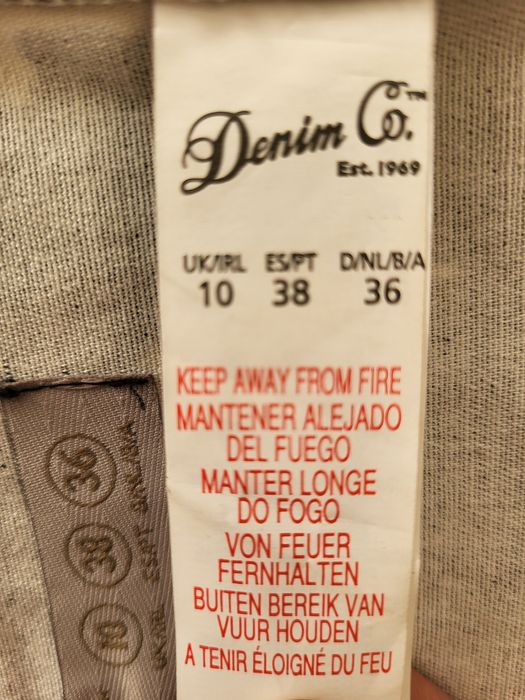 Denim Co.™
Est. 1969
UK/IRL ES/PT D/NL/B/A
10 38 36
KEEP AWAY FROM FIRE
MANTENER ALEJADO
DEL FUEGO
MANTER LONGE
DO FOGO
VON FEUER
FERNHALTEN
BUITEN BEREIK VAN
VUUR HOUDEN
A TENIR ÉLOIGNÉ DU FEU
36
38
10